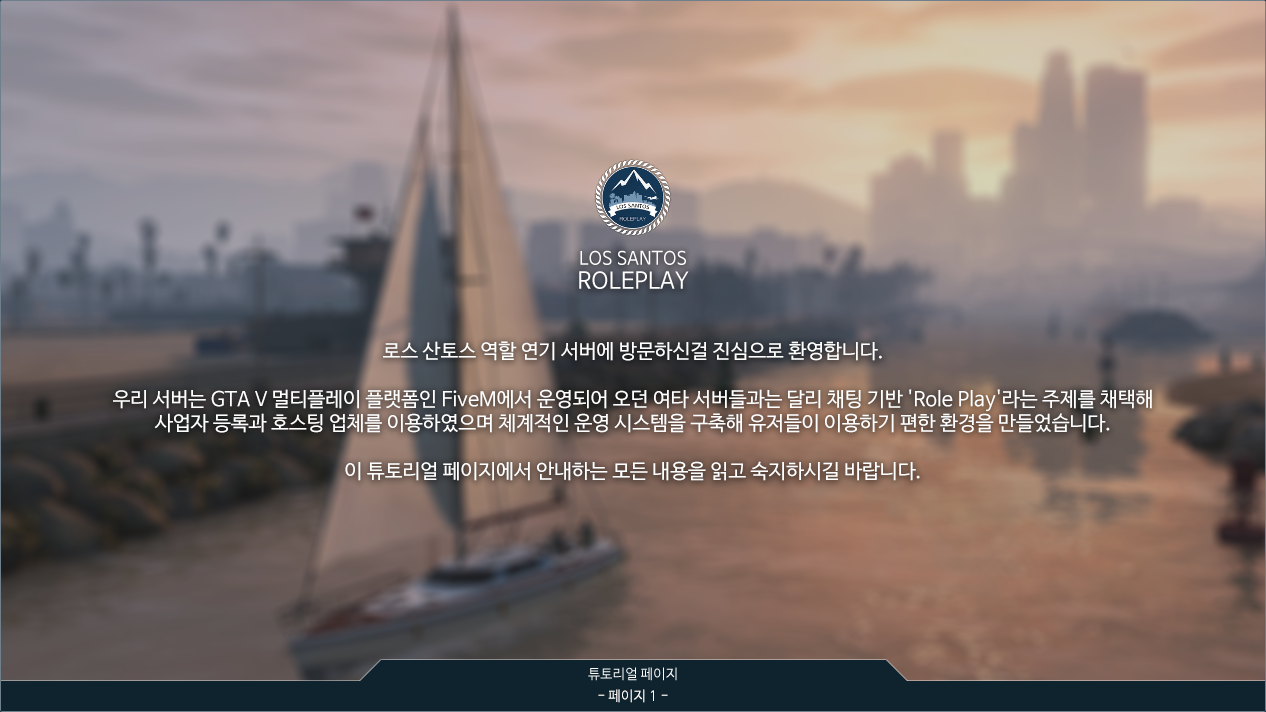 LOS SANTOS
ROLEPLAY
LOS SANTOS
ROLEPLAY
로스 산토스 역할 연기 서버에 방문하신걸 진심으로 환영합니다.
우리 서버는 GTA V 멀티플레이 플랫폼인 FiveM에서 운영되어 오던 여타 서버들과는 달리 채팅 기반 'Role Play'라는 주제를 채택해
사업자 등록과 호스팅 업체를 이용하였으며 체계적인 운영 시스템을 구축해 유저들이 이용하기 편한 환경을 만들었습니다.
이 튜토리얼 페이지에서 안내하는 모든 내용을 읽고 숙지하시길 바랍니다.
튜토리얼 페이지
- 페이지 1 -